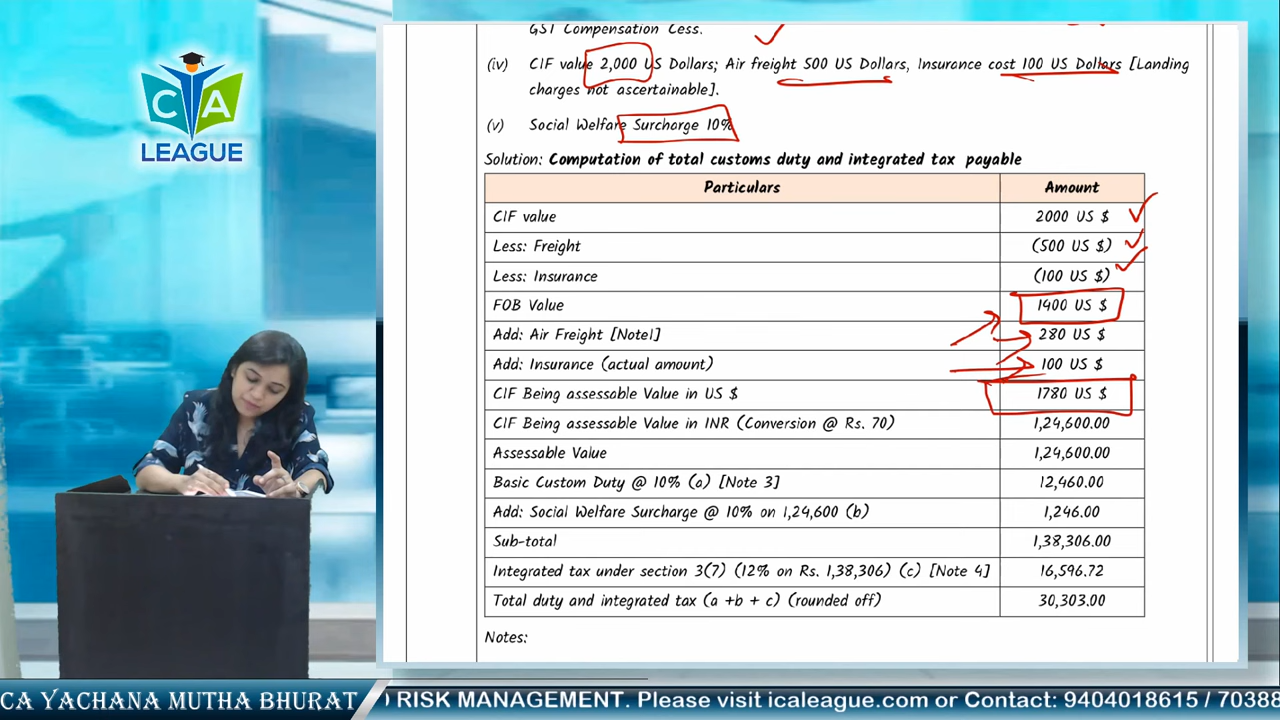 GST Compensation Cess.
(iv) CIF value 2,000 US Dollars; Air freight 500 US Dollars, Insurance cost 100 US Dollars [Landing
charges not ascertainable].
(v) Social Welfare Surcharge 10%
CA
LEAGUE
Solution: Computation of total customs duty and integrated tax payable
Particulars Amount
CIF value 2000 US $
Less: Freight (500 US $)
Less: Insurance (100 US $)
FOB Value 1400 US $
Add: Air Freight [Note1] 280 US $
Add: Insurance (actual amount) 100 US $
CIF Being assessable Value in US $ 1780 US $
CIF Being assessable Value in INR (Conversion @ Rs. 70) 1,24,600.00
Assessable Value 1,24,600.00
Basic Custom Duty @ 10% (a) [Note 3] 12,460.00
Add: Social Welfare Surcharge @ 10% on 1,24,600 (b) 1,246.00
Sub-total 1,38,306.00
Integrated tax under section 3(7) (12% on Rs. 1,38,306) (c) [Note 4] 16,596.72
Total duty and integrated tax (a +b + c) (rounded off) 30,303.00
Notes:
CA YACHANA MUTHA BHURAT
RISK MANAGEMENT. Please visit icaleague.com or Contact: 9404018615 / 70388